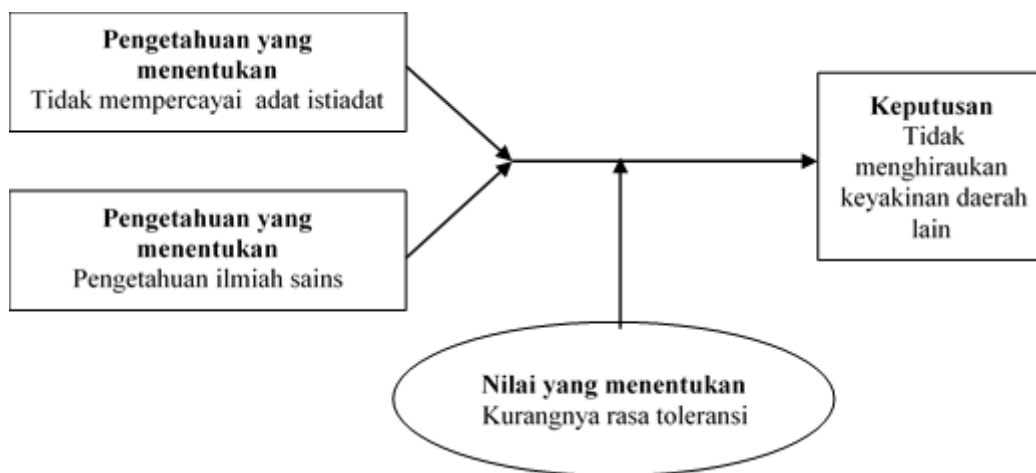 Pengetahuan yang
menentukan
Tidak mempercayai adat istiadat
Pengetahuan yang
menentukan
Pengetahuan ilmiah sains
Keputusan
Tidak
menghiraukan
keyakinan daerah
lain
Nilai yang menentukan
Kurangnya rasa toleransi